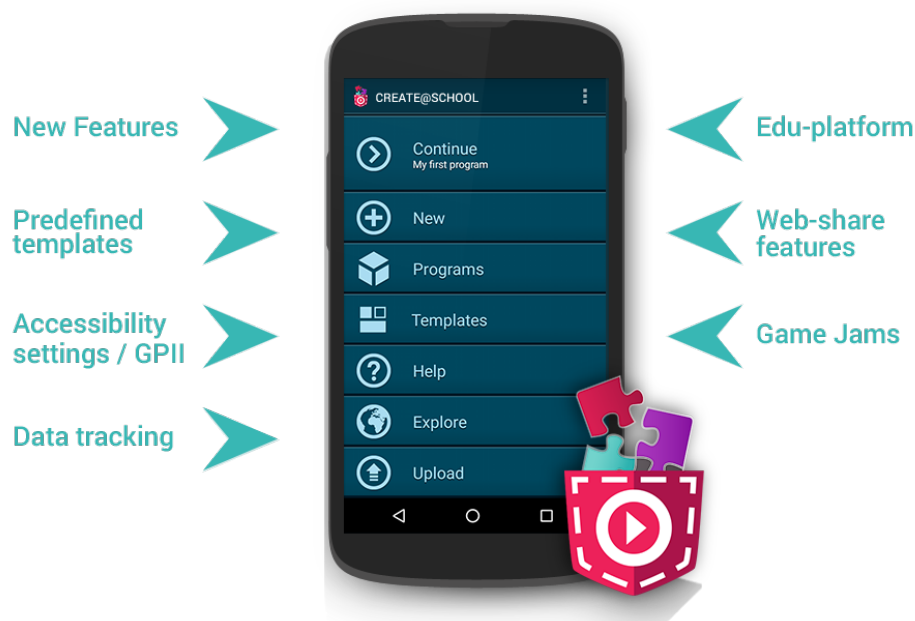 New Features
Predefined
templates
Accessibility
settings / GPII
Data tracking
CREATE@SCHOOL
Continue
My first program
New
Programs
Templates
Help
Explore
Upload
Edu-platform
Web-share
features
Game Jams